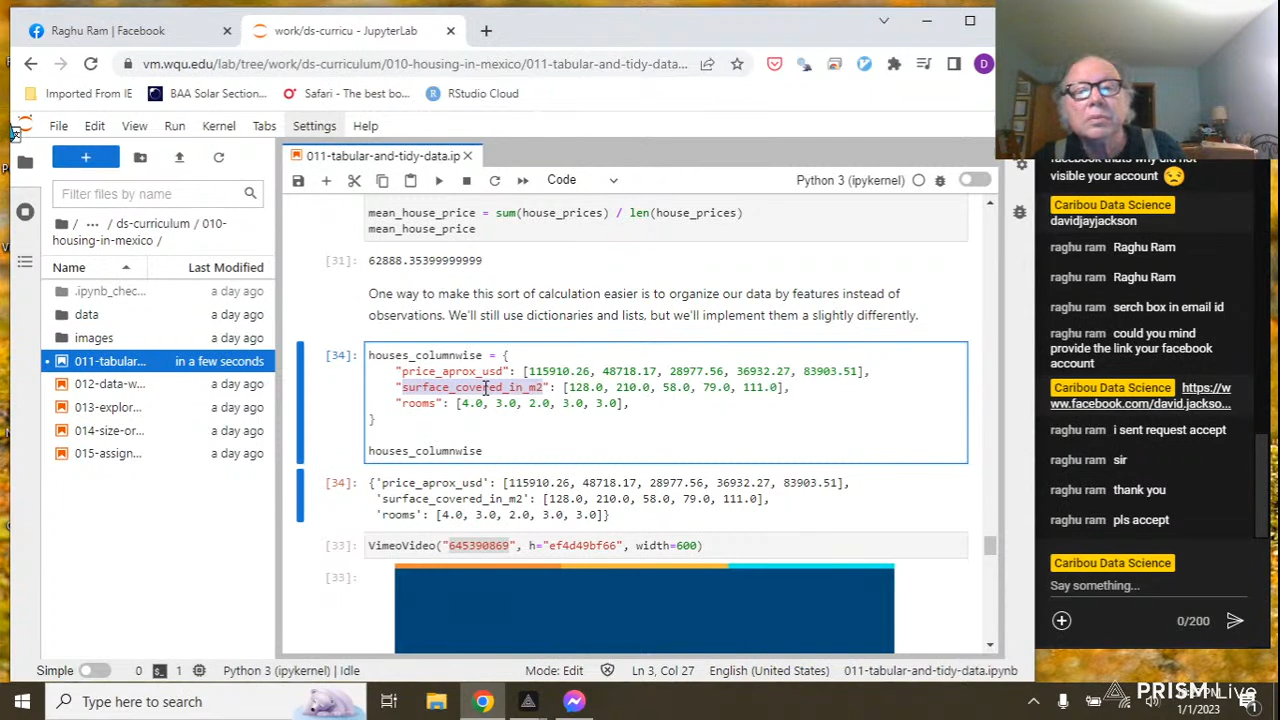 Raghu Ram | Facebook
work/ds-curricu - JupyterLab
vm.wqu.edu/lab/tree/work/ds-curriculum/010-housing-in-mexico/011-tabular-and-tidy-data...
D
Imported From IE
BAA Solar Section...
Safari - The best bo...
RStudio Cloud
File Edit View Run Kernel Tabs Settings Help
011-tabular-and-tidy-data.ip
Code
Python 3 (ipykernel)
Filter files by name
/ ··· / ds-curriculum / 010-
housing-in-mexico /
Name Last Modified
.ipynb_chec... a day ago
data a day ago
images a day ago
011-tabular... in a few seconds
012-data-w... a day ago
013-explor... a day ago
014-size-or... a day ago
015-assign... a day ago
mean_house_price = sum(house_prices) / len(house_prices)
mean_house_price
[31]: 62888.35399999999
One way to make this sort of calculation easier is to organize our data by features instead of
observations. We'll still use dictionaries and lists, but we'll implement them a slightly differently.
[34]: houses_columnwise = {
"price_aprox_usd": [115910.26, 48718.17, 28977.56, 36932.27, 83903.51],
"surface_covered_in_m2": [128.0, 210.0, 58.0, 79.0, 111.0],
"rooms": [4.0, 3.0, 2.0, 3.0, 3.0],
}
houses_columnwise
[34]: {'price_aprox_usd': [115910.26, 48718.17, 28977.56, 36932.27, 83903.51],
'surface_covered_in_m2': [128.0, 210.0, 58.0, 79.0, 111.0],
'rooms': [4.0, 3.0, 2.0, 3.0, 3.0]}
[33]: VimeoVideo("645390869", h="ef4d49bf66", width=600)
[33]:
Simple 0 1 Python 3 (ipykernel) | Idle Mode: Edit Ln 3, Col 27 English (United States) 011-tabular-and-tidy-data.ipynb
facebook thats why did not
visible your account 😒
Caribou Data Science
davidjayjackson
raghu ram Raghu Ram
raghu ram Raghu Ram
raghu ram serch box in email id
raghu ram could you mind
provide the link your facebook
account
Caribou Data Science https://
ww.facebook.com/david.jackso...
raghu ram i sent request accept
raghu ram sir
raghu ram thank you
raghu ram pls accept
Caribou Data Science
Say something...
0/200
Type here to search
PRISM Live
1/1/2023
1